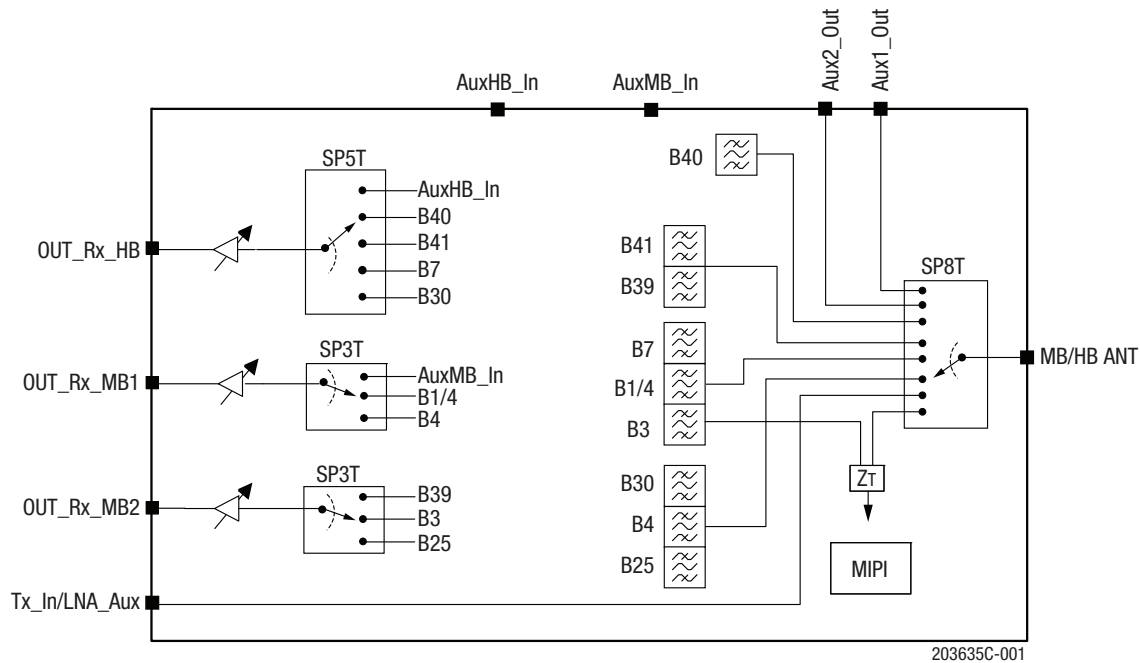 Aux2_Out
Aux1_Out
AuxHB_In
AuxMB_In
SP5T
AuxHB_In
B40
B41
B7
B30
OUT_Rx_HB
SP3T
AuxMB_In
B1/4
B4
OUT_Rx_MB1
SP3T
B39
B3
B25
OUT_Rx_MB2
Tx_In/LNA_Aux
B40
B41
B39
B7
B1/4
B3
B30
B4
B25
SP8T
MB/HB ANT
ZT
MIPI
203635C-001